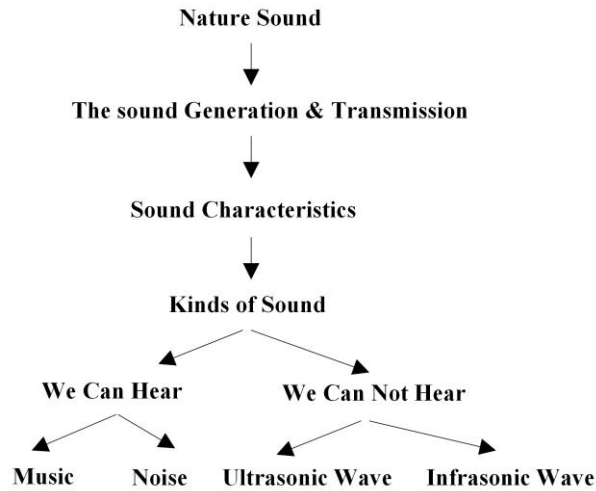 Nature Sound
The sound Generation & Transmission
Sound Characteristics
Kinds of Sound
We Can Hear
We Can Not Hear
Music
Noise
Ultrasonic Wave
Infrasonic Wave